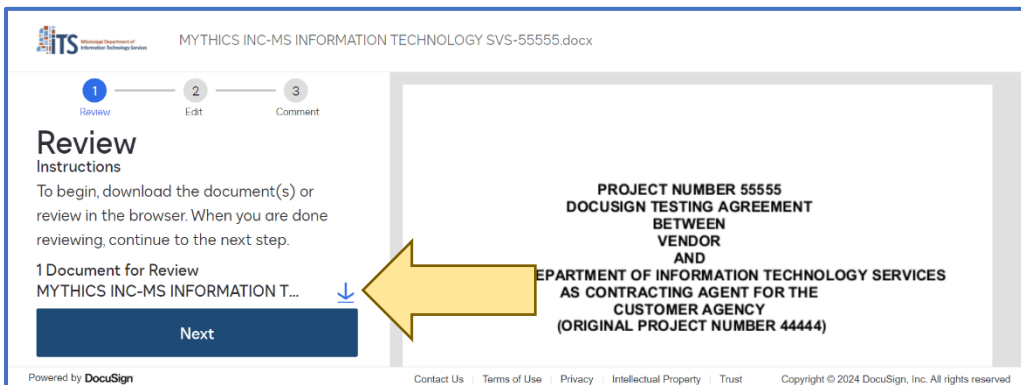 iTS Mississippi Department of
Information Technology Services
MYTHICS INC-MS INFORMATION TECHNOLOGY SVS-55555.docx
1 2 3
Review Edit Comment
Review
Instructions
To begin, download the document(s) or
review in the browser. When you are done
reviewing, continue to the next step.
1 Document for Review
MYTHICS INC-MS INFORMATION T...
Next
PROJECT NUMBER 55555
DOCUSIGN TESTING AGREEMENT
BETWEEN
VENDOR
AND
EPARTMENT OF INFORMATION TECHNOLOGY SERVICES
AS CONTRACTING AGENT FOR THE
CUSTOMER AGENCY
(ORIGINAL PROJECT NUMBER 44444)
Powered by DocuSign
Contact Us Terms of Use Privacy Intellectual Property Trust Copyright © 2024 DocuSign, Inc. All rights reserved